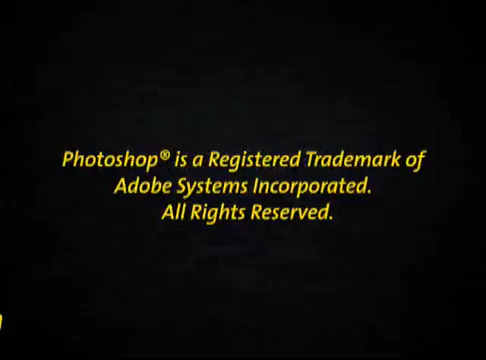 Photoshop® is a Registered Trademark of
Adobe Systems Incorporated.
All Rights Reserved.